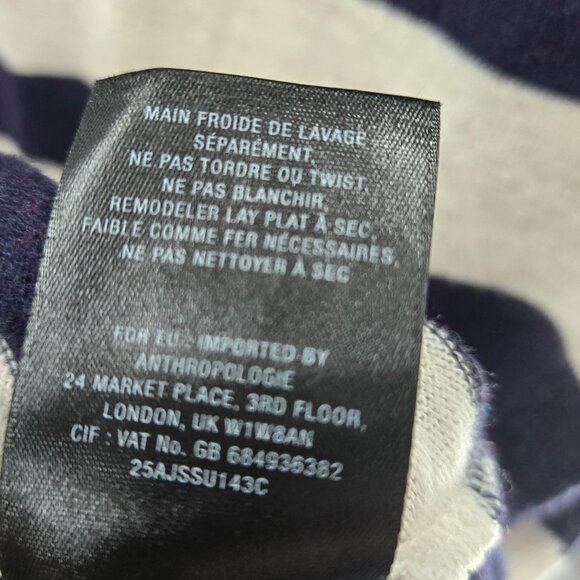 MAIN FROIDE DE LAVAGE
SÉPARÉMENT.
NE PAS TORDRE OU TWIST.
NE PAS BLANCHIR.
REMODELER LAY PLAT À SEC.
FAIBLE COMME FER NÉCESSAIRES.
NE PAS NETTOYER À SEC
FOR EU : IMPORTED BY
ANTHROPOLOGIE
24 MARKET PLACE, 3RD FLOOR,
LONDON, UK W1W8AN
CIF : VAT No. GB 684936382
25AJSSU143C